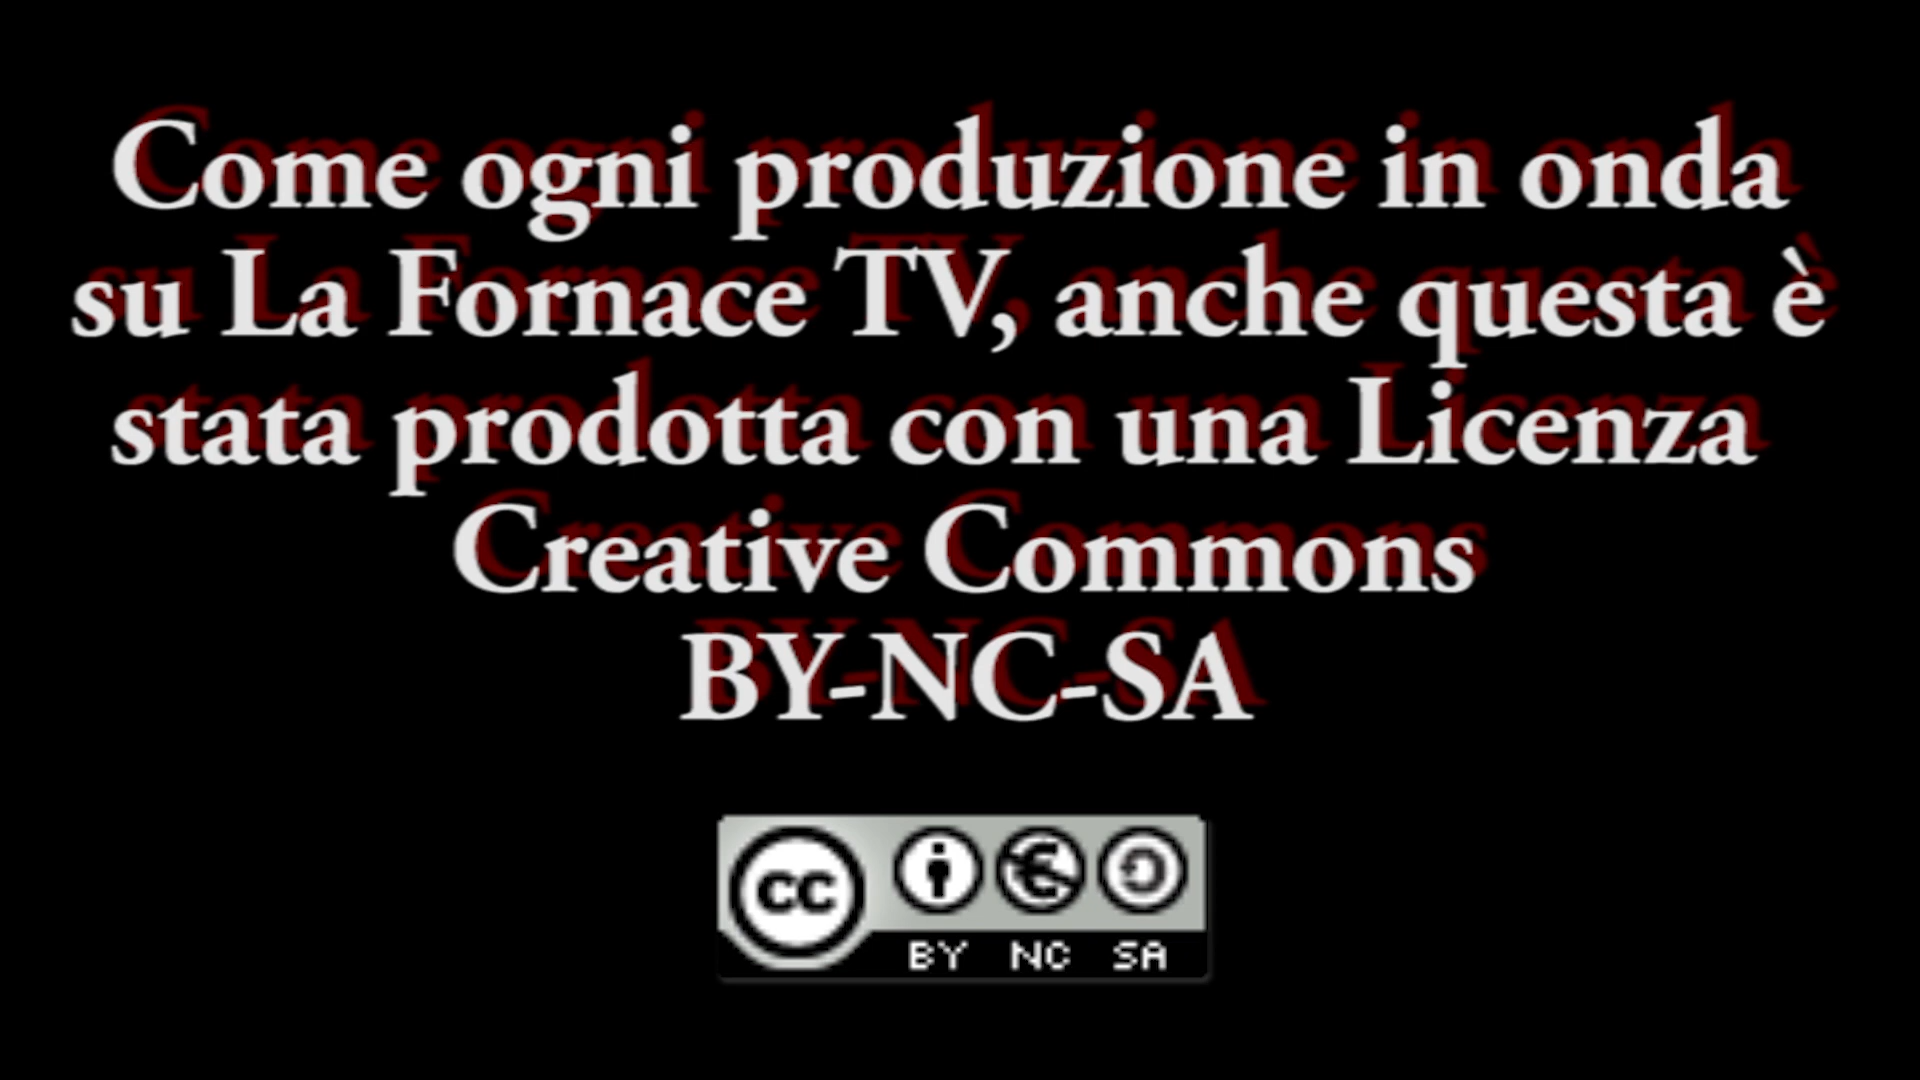 Come ogni produzione in onda
su La Fornace TV, anche questa è
stata prodotta con una Licenza
Creative Commons
BY-NC-SA
cc
BY NC SA